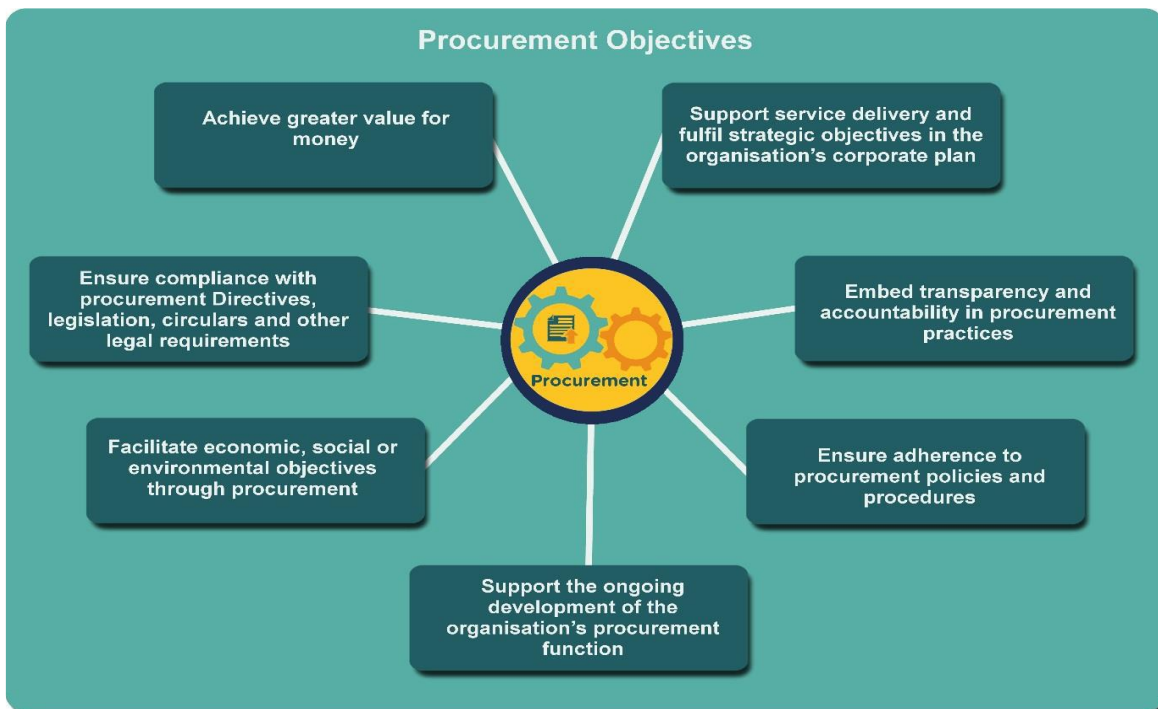 Procurement Objectives
Achieve greater value for
money
Support service delivery and
fulfil strategic objectives in the
organisation’s corporate plan
Ensure compliance with
procurement Directives,
legislation, circulars and other
legal requirements
Embed transparency and
accountability in procurement
practices
Procurement
Facilitate economic, social or
environmental objectives
through procurement
Ensure adherence to
procurement policies and
procedures
Support the ongoing
development of the
organisation’s procurement
function